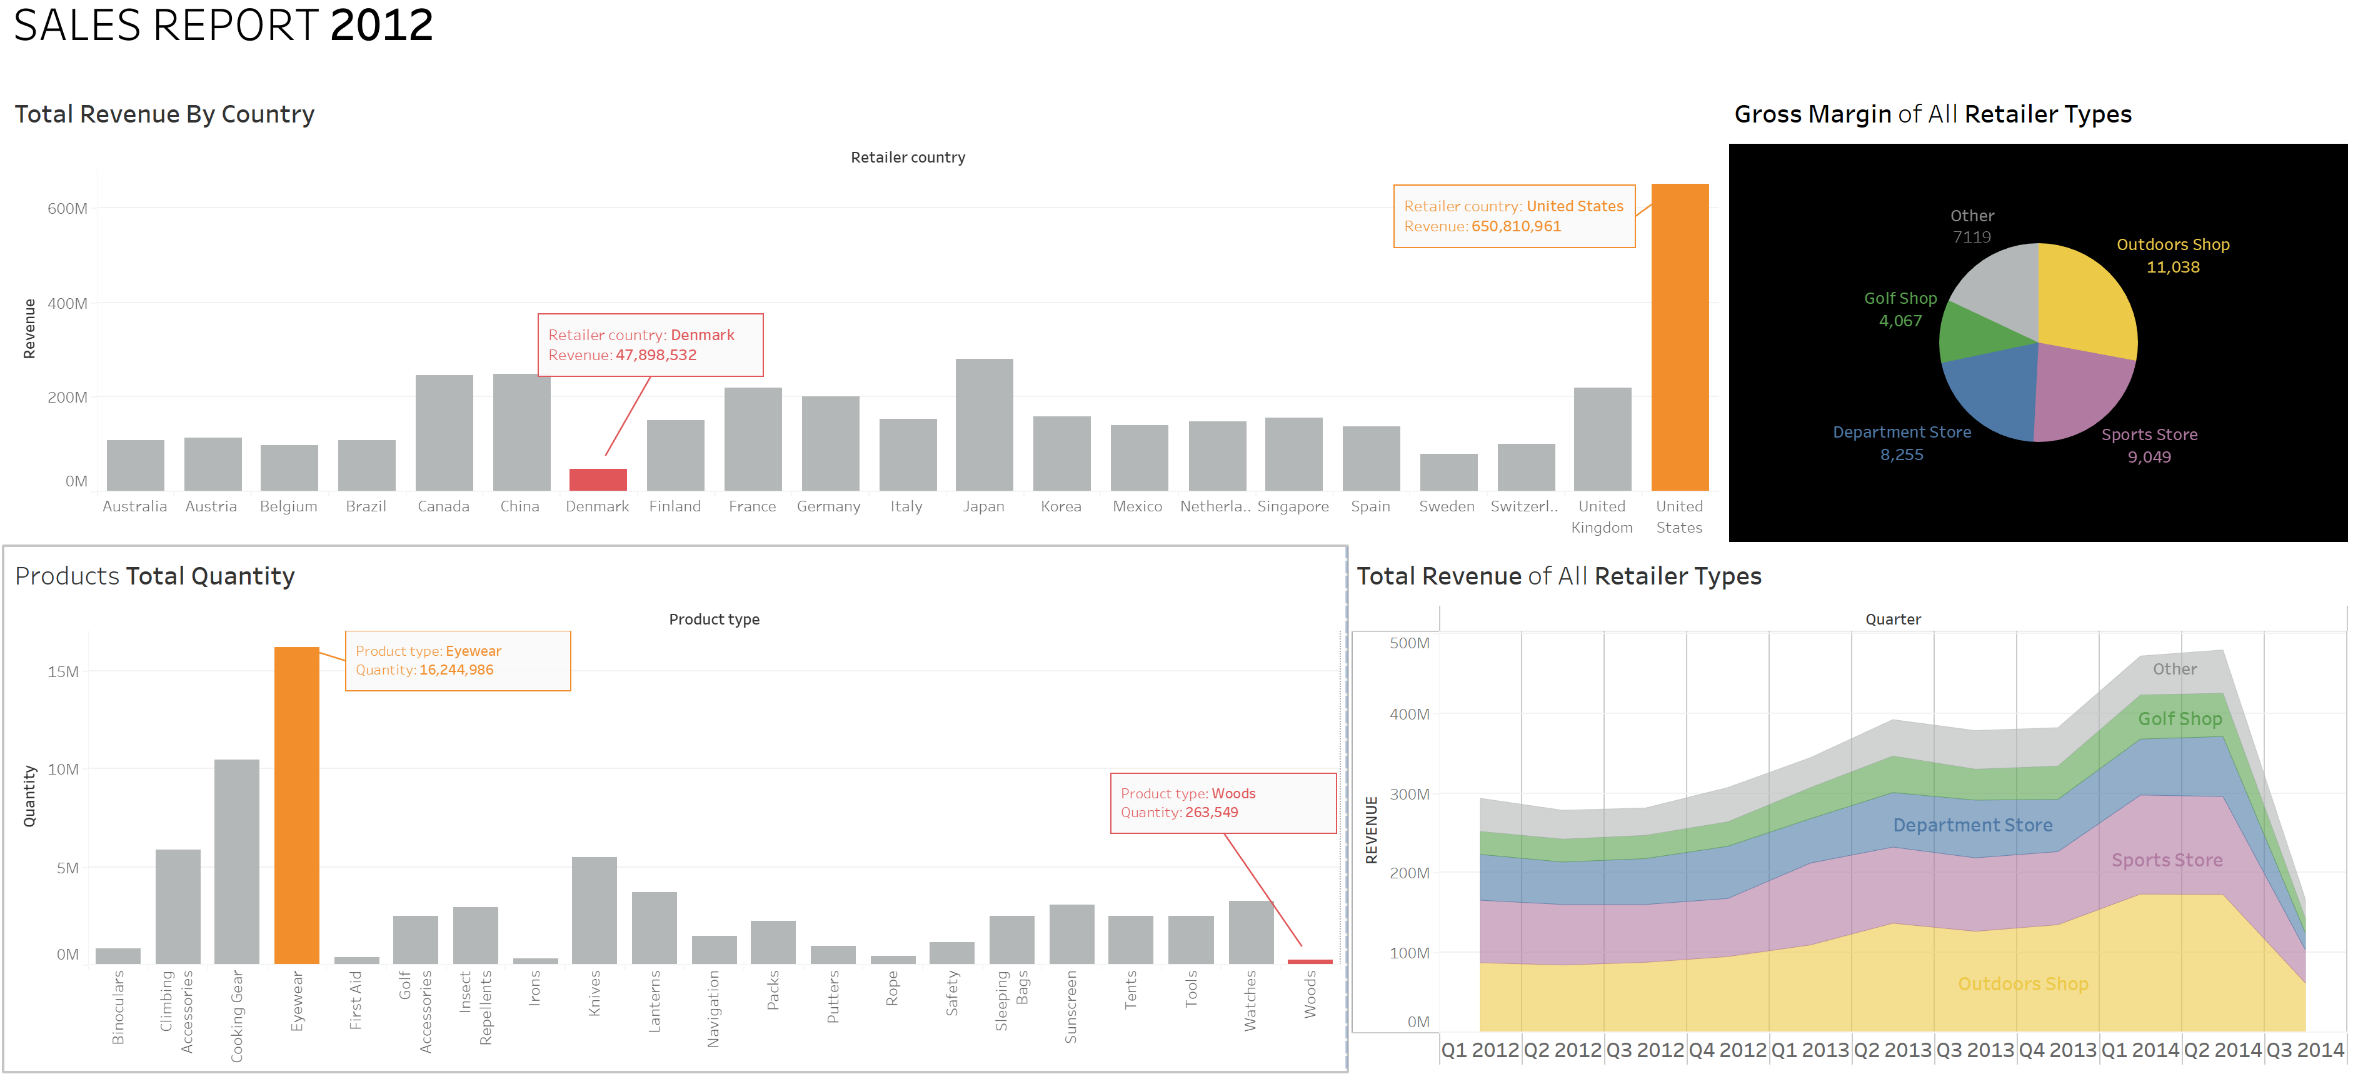 SALES REPORT 2012
Total Revenue By Country
Retailer country
Revenue
600M
400M
200M
0M
Retailer country: Denmark
Revenue: 47,898,532
Retailer country: United States
Revenue: 650,810,961
Australia
Austria
Belgium
Brazil
Canada
China
Denmark
Finland
France
Germany
Italy
Japan
Korea
Mexico
Netherla..
Singapore
Spain
Sweden
Switzerl..
United
Kingdom
United
States
Gross Margin of All Retailer Types
Other
7119
Outdoors Shop
11,038
Golf Shop
4,067
Department Store
8,255
Sports Store
9,049
Products Total Quantity
Product type
Quantity
15M
10M
5M
0M
Product type: Eyewear
Quantity: 16,244,986
Product type: Woods
Quantity: 263,549
Binoculars
Climbing
Accessories
Cooking Gear
Eyewear
First Aid
Golf
Accessories
Insect
Repellents
Irons
Knives
Lanterns
Navigation
Packs
Putters
Rope
Safety
Sleeping
Bags
Sunscreen
Tents
Tools
Watches
Woods
Total Revenue of All Retailer Types
Quarter
REVENUE
500M
400M
300M
200M
100M
0M
Other
Golf Shop
Department Store
Sports Store
Outdoors Shop
Q1 2012
Q2 2012
Q3 2012
Q4 2012
Q1 2013
Q2 2013
Q3 2013
Q4 2013
Q1 2014
Q2 2014
Q3 2014